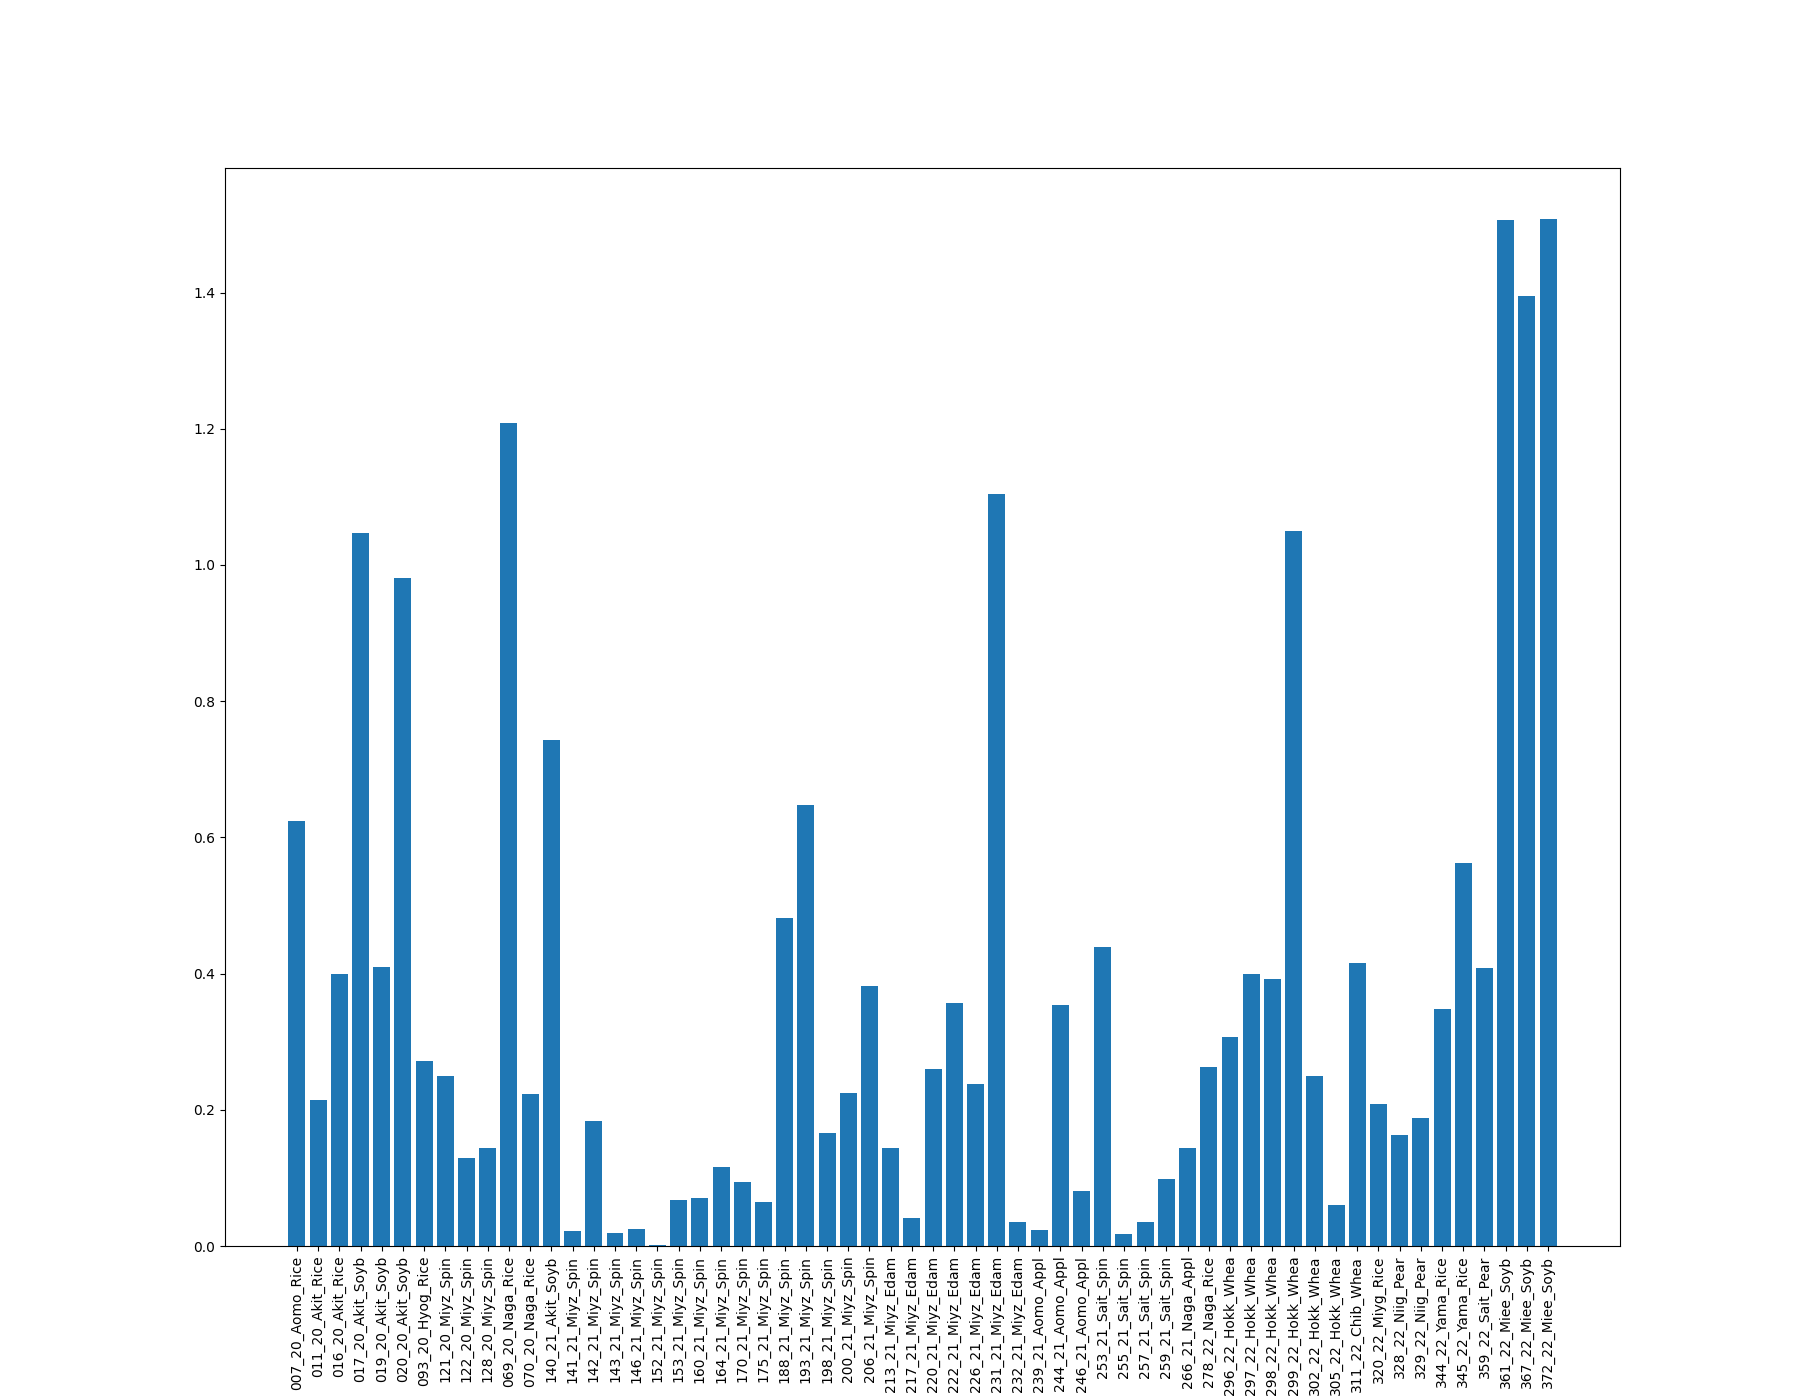 1.4
1.2
1.0
0.8
0.6
0.4
0.2
0.0
007_20_Aomo_Rice
011_20_Akit_Rice
016_20_Akit_Rice
017_20_Akit_Soyb
019_20_Akit_Soyb
020_20_Akit_Soyb
093_20_Hyog_Rice
121_20_Miyz_Spin
122_20_Miyz_Spin
128_20_Miyz_Spin
069_20_Naga_Rice
070_20_Naga_Rice
140_21_Akit_Soyb
141_21_Miyz_Spin
142_21_Miyz_Spin
143_21_Miyz_Spin
146_21_Miyz_Spin
152_21_Miyz_Spin
153_21_Miyz_Spin
160_21_Miyz_Spin
164_21_Miyz_Spin
170_21_Miyz_Spin
175_21_Miyz_Spin
188_21_Miyz_Spin
193_21_Miyz_Spin
198_21_Miyz_Spin
200_21_Miyz_Spin
206_21_Miyz_Spin
213_21_Miyz_Edam
217_21_Miyz_Edam
220_21_Miyz_Edam
222_21_Miyz_Edam
226_21_Miyz_Edam
231_21_Miyz_Edam
232_21_Miyz_Edam
239_21_Aomo_Appl
244_21_Aomo_Appl
246_21_Aomo_Appl
253_21_Sait_Spin
255_21_Sait_Spin
257_21_Sait_Spin
259_21_Sait_Spin
266_21_Naga_Appl
278_22_Naga_Rice
296_22_Hokk_Whea
297_22_Hokk_Whea
298_22_Hokk_Whea
299_22_Hokk_Whea
302_22_Hokk_Whea
305_22_Hokk_Whea
311_22_Chib_Whea
320_22_Miyg_Rice
328_22_Niig_Pear
329_22_Niig_Pear
344_22_Yama_Rice
345_22_Yama_Rice
359_22_Sait_Pear
361_22_Miee_Soyb
367_22_Miee_Soyb
372_22_Miee_Soyb